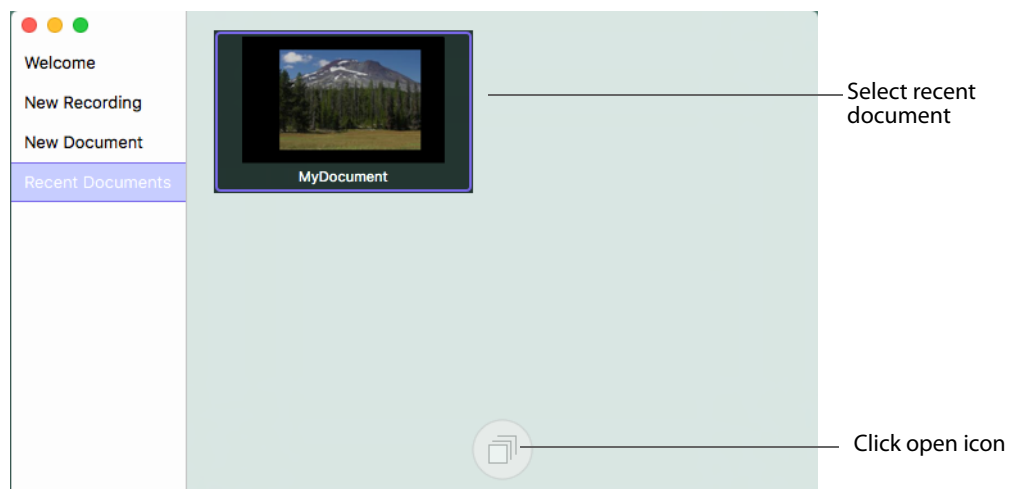 Welcome
New Recording
New Document
Recent Documents
MyDocument
Select recent
document
Click open icon